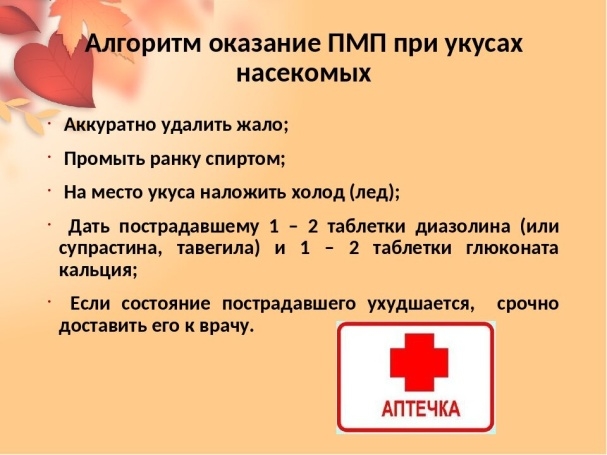 Алгоритм оказание ПМП при укусах
насекомых
· Аккуратно удалить жало;
· Промыть ранку спиртом;
· На место укуса наложить холод (лед);
· Дать пострадавшему 1 – 2 таблетки диазолина (или
супрастина, тавегила) и 1 – 2 таблетки глюконата
кальция;
· Если состояние пострадавшего ухудшается, срочно
доставить его к врачу.
АПТЕЧКА